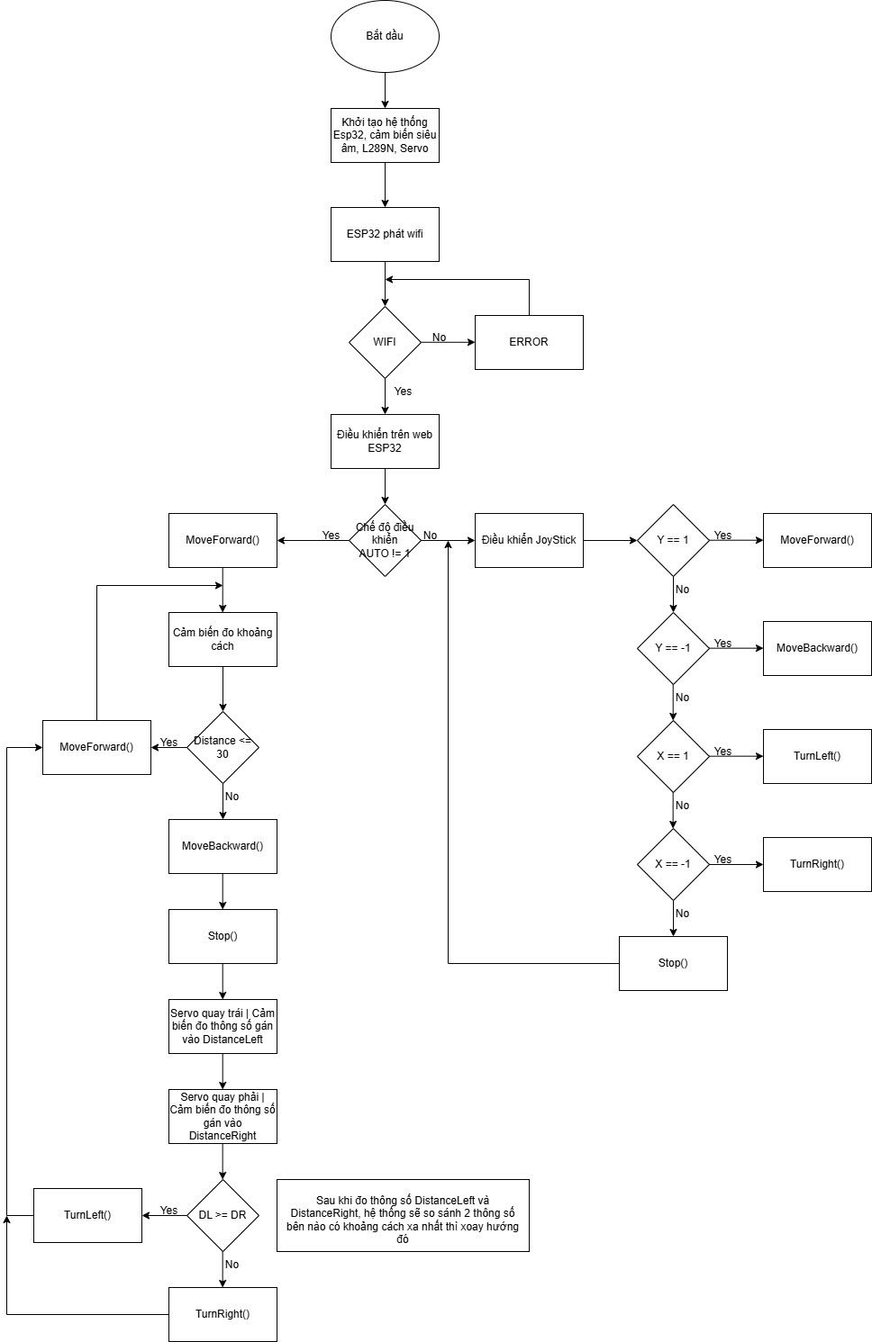 Bắt dầu
Khởi tạo hệ thống
Esp32, cảm biến siêu
âm, L289N, Servo
ESP32 phát wifi
WIFI
No
ERROR
Yes
Điều khiển trên web
ESP32
MoveForward()
Yes
Chế độ điều
khiển
AUTO != 1
No
Điều khiển JoyStick
Y == 1
Yes
MoveForward()
No
Cảm biến đo khoảng
cách
Y == -1
Yes
MoveBackward()
No
MoveForward()
Yes
Distance <=
30
X == 1
Yes
TurnLeft()
No
No
MoveBackward()
X == -1
Yes
TurnRight()
No
Stop()
Stop()
Servo quay trái | Cảm
biến đo thông số gán
vào DistanceLeft
Servo quay phải |
Cảm biến đo thông số
gán vào
DistanceRight
TurnLeft()
Yes
DL >= DR
Sau khi đo thông số DistanceLeft và
DistanceRight, hệ thống sẽ so sánh 2 thông số
bên nào có khoảng cách xa nhất thì xoay hướng
đó
No
TurnRight()